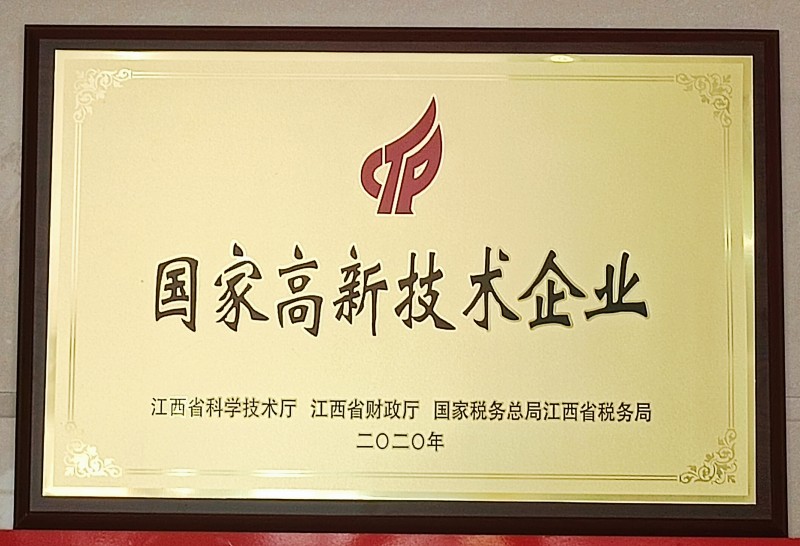 CTP
国家高新技术企业
江西省科学技术厅 江西省财政厅 国家税务总局江西省税务局
二〇二〇年